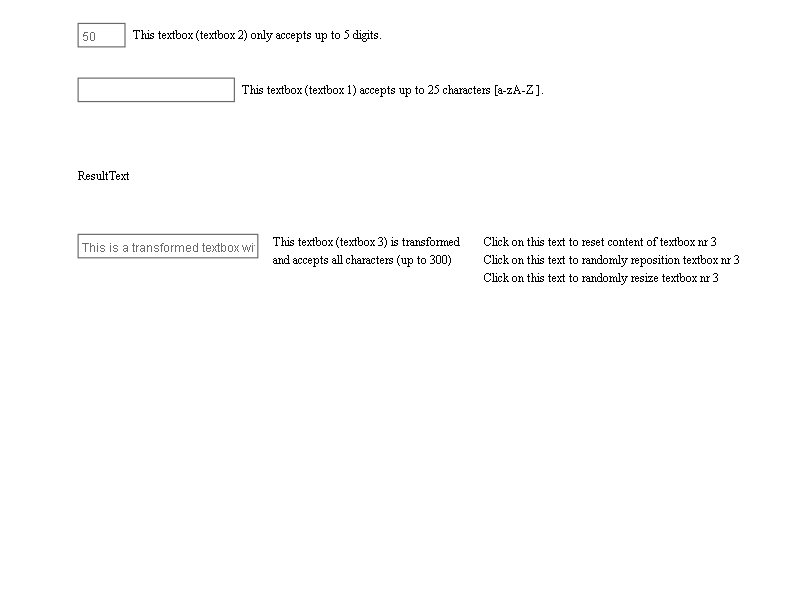 50 This textbox (textbox 2) only accepts up to 5 digits.
This textbox (textbox 1) accepts up to 25 characters [a-zA-Z ].
ResultText
This is a transformed textbox wi
This textbox (textbox 3) is transformed
and accepts all characters (up to 300)
Click on this text to reset content of textbox nr 3
Click on this text to randomly reposition textbox nr 3
Click on this text to randomly resize textbox nr 3